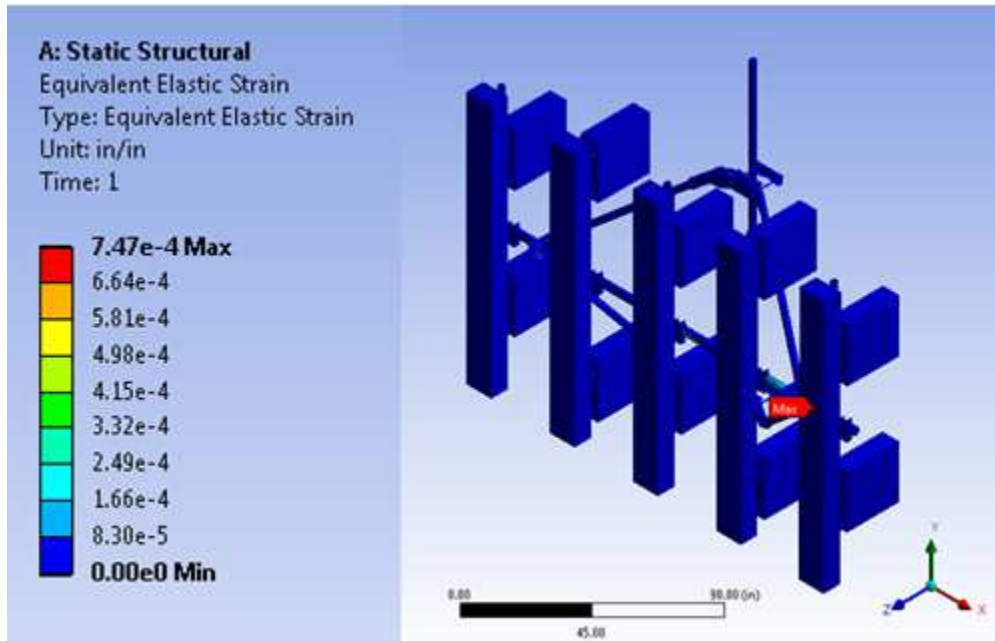 A: Static Structural
Equivalent Elastic Strain
Type: Equivalent Elastic Strain
Unit: in/in
Time: 1
7.47e-4 Max
6.64e-4
5.81e-4
4.98e-4
4.15e-4
3.32e-4
2.49e-4
1.66e-4
8.30e-5
0.00e0 Min
Max
0.00
90.00 (in)
45.00
Y
Z
X